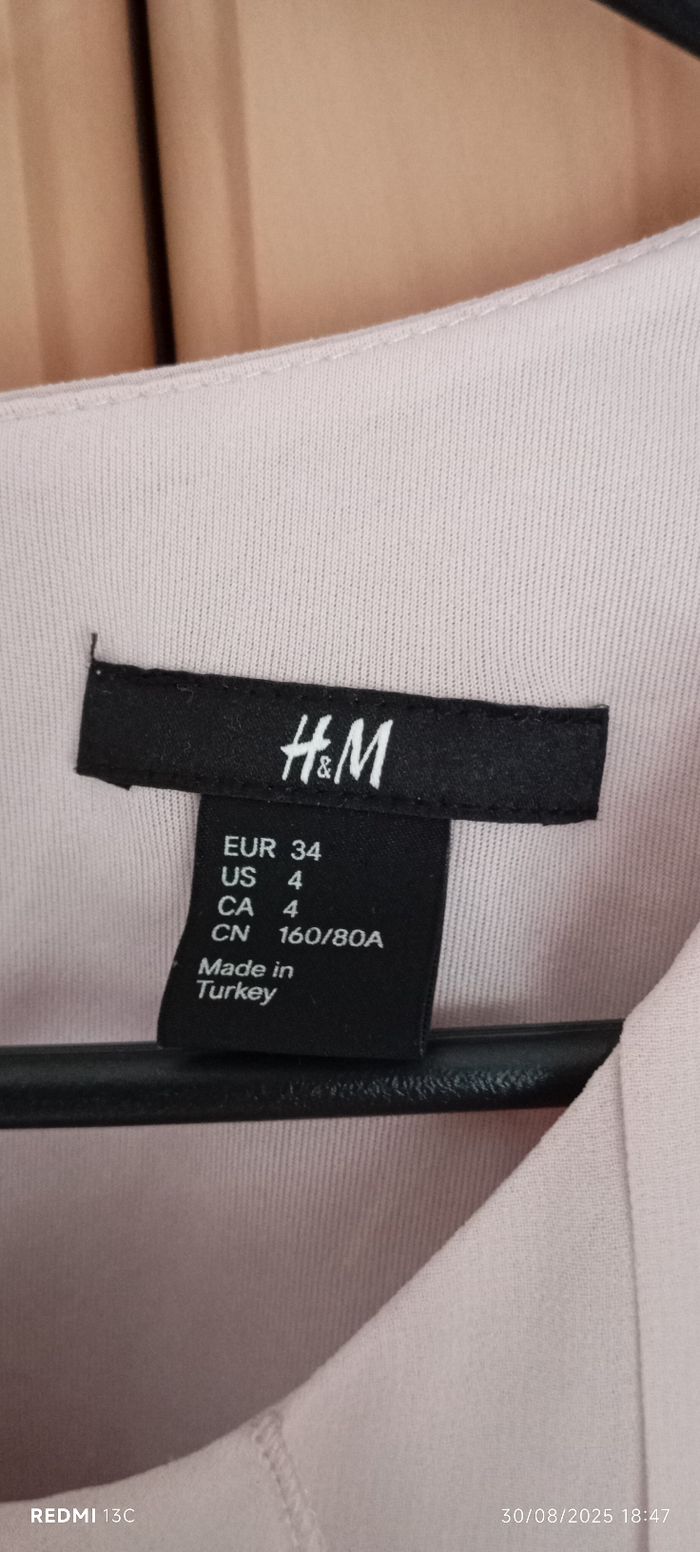 H&M
EUR 34
US 4
CA 4
CN 160/80A
Made in
Turkey
REDMI 13C
30/08/2025 18:47